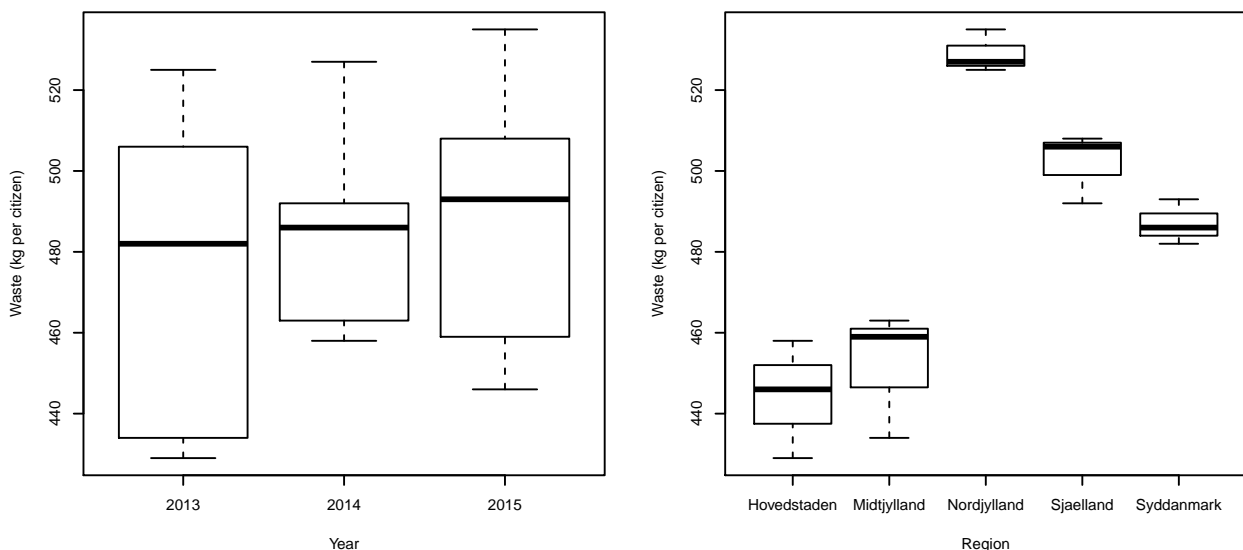 Waste (kg per citizen)
520
500
480
460
440
2013 2014 2015
Year
Waste (kg per citizen)
520
500
480
460
440
Hovedstaden Midtjylland Nordjylland Sjaelland Syddanmark
Region